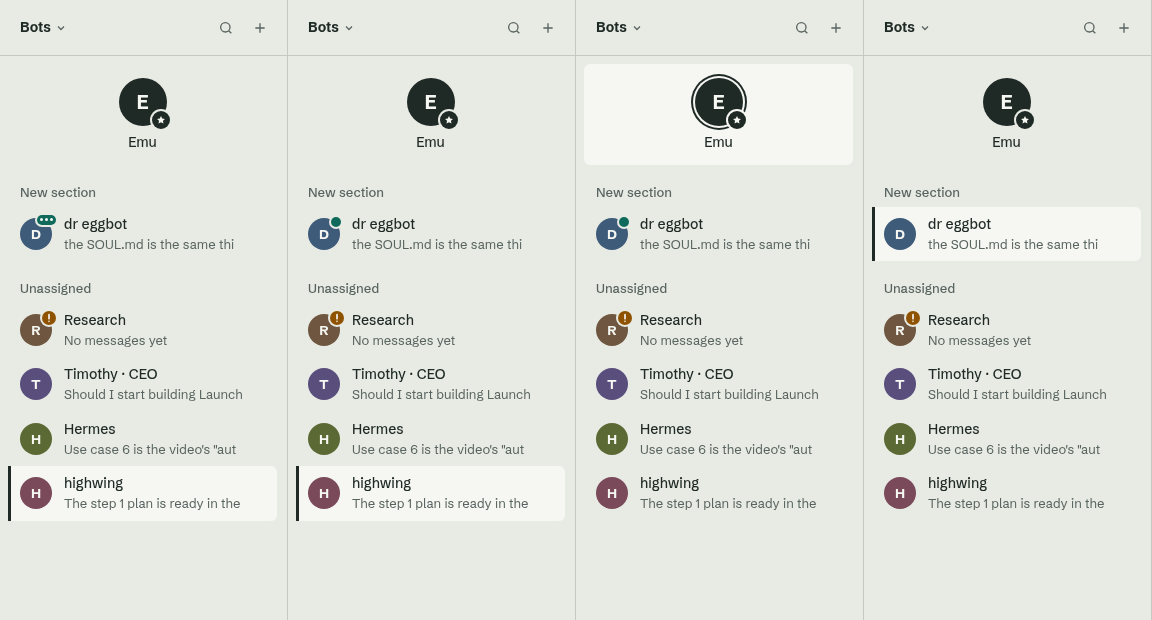 Bots
E
Emu
New section
D
dr eggbot
the SOUL.md is the same thi
Unassigned
R
!
Research
No messages yet
T
Timothy · CEO
Should I start building Launch
H
Hermes
Use case 6 is the video's "aut
H
highwing
The step 1 plan is ready in the
Bots
E
Emu
New section
D
dr eggbot
the SOUL.md is the same thi
Unassigned
R
!
Research
No messages yet
T
Timothy · CEO
Should I start building Launch
H
Hermes
Use case 6 is the video's "aut
H
highwing
The step 1 plan is ready in the
Bots
E
Emu
New section
D
dr eggbot
the SOUL.md is the same thi
Unassigned
R
!
Research
No messages yet
T
Timothy · CEO
Should I start building Launch
H
Hermes
Use case 6 is the video's "aut
H
highwing
The step 1 plan is ready in the
Bots
E
Emu
New section
D
dr eggbot
the SOUL.md is the same thi
Unassigned
R
!
Research
No messages yet
T
Timothy · CEO
Should I start building Launch
H
Hermes
Use case 6 is the video's "aut
H
highwing
The step 1 plan is ready in the